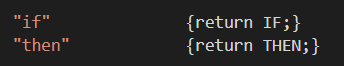 "if" {return IF;}
"then" {return THEN;}